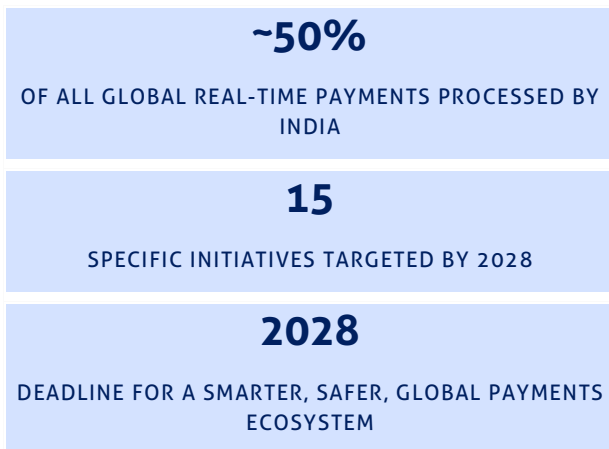 ~50%
OF ALL GLOBAL REAL-TIME PAYMENTS PROCESSED BY
INDIA
15
SPECIFIC INITIATIVES TARGETED BY 2028
2028
DEADLINE FOR A SMARTER, SAFER, GLOBAL PAYMENTS
ECOSYSTEM